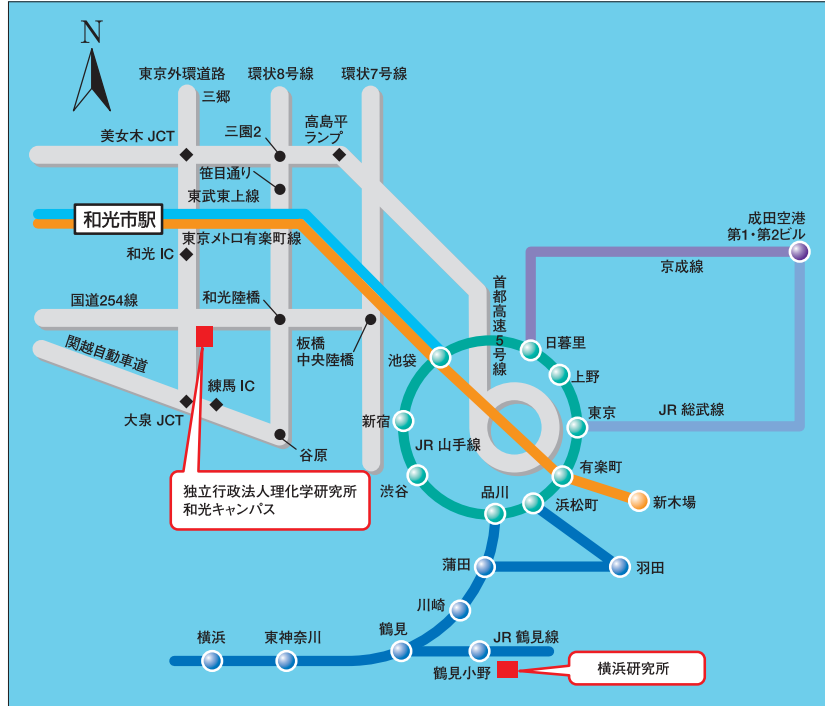 N
東京外環道路
環状8号線
環状7号線
三郷
美女木 JCT
三園2
高島平
ランプ
笹目通り
東武東上線
和光市駅
東京メトロ有楽町線
和光 IC
成田空港
第1・第2ビル
京成線
国道254線
和光陸橋
首都高速5号線
関越自動車道
板橋
中央陸橋
池袋
日暮里
上野
練馬 IC
大泉 JCT
新宿
JR 山手線
東京
JR 総武線
谷原
独立行政法人理化学研究所
和光キャンパス
渋谷
品川
有楽町
浜松町
新木場
蒲田
羽田
川崎
鶴見
横浜
東神奈川
JR 鶴見線
鶴見小野
横浜研究所